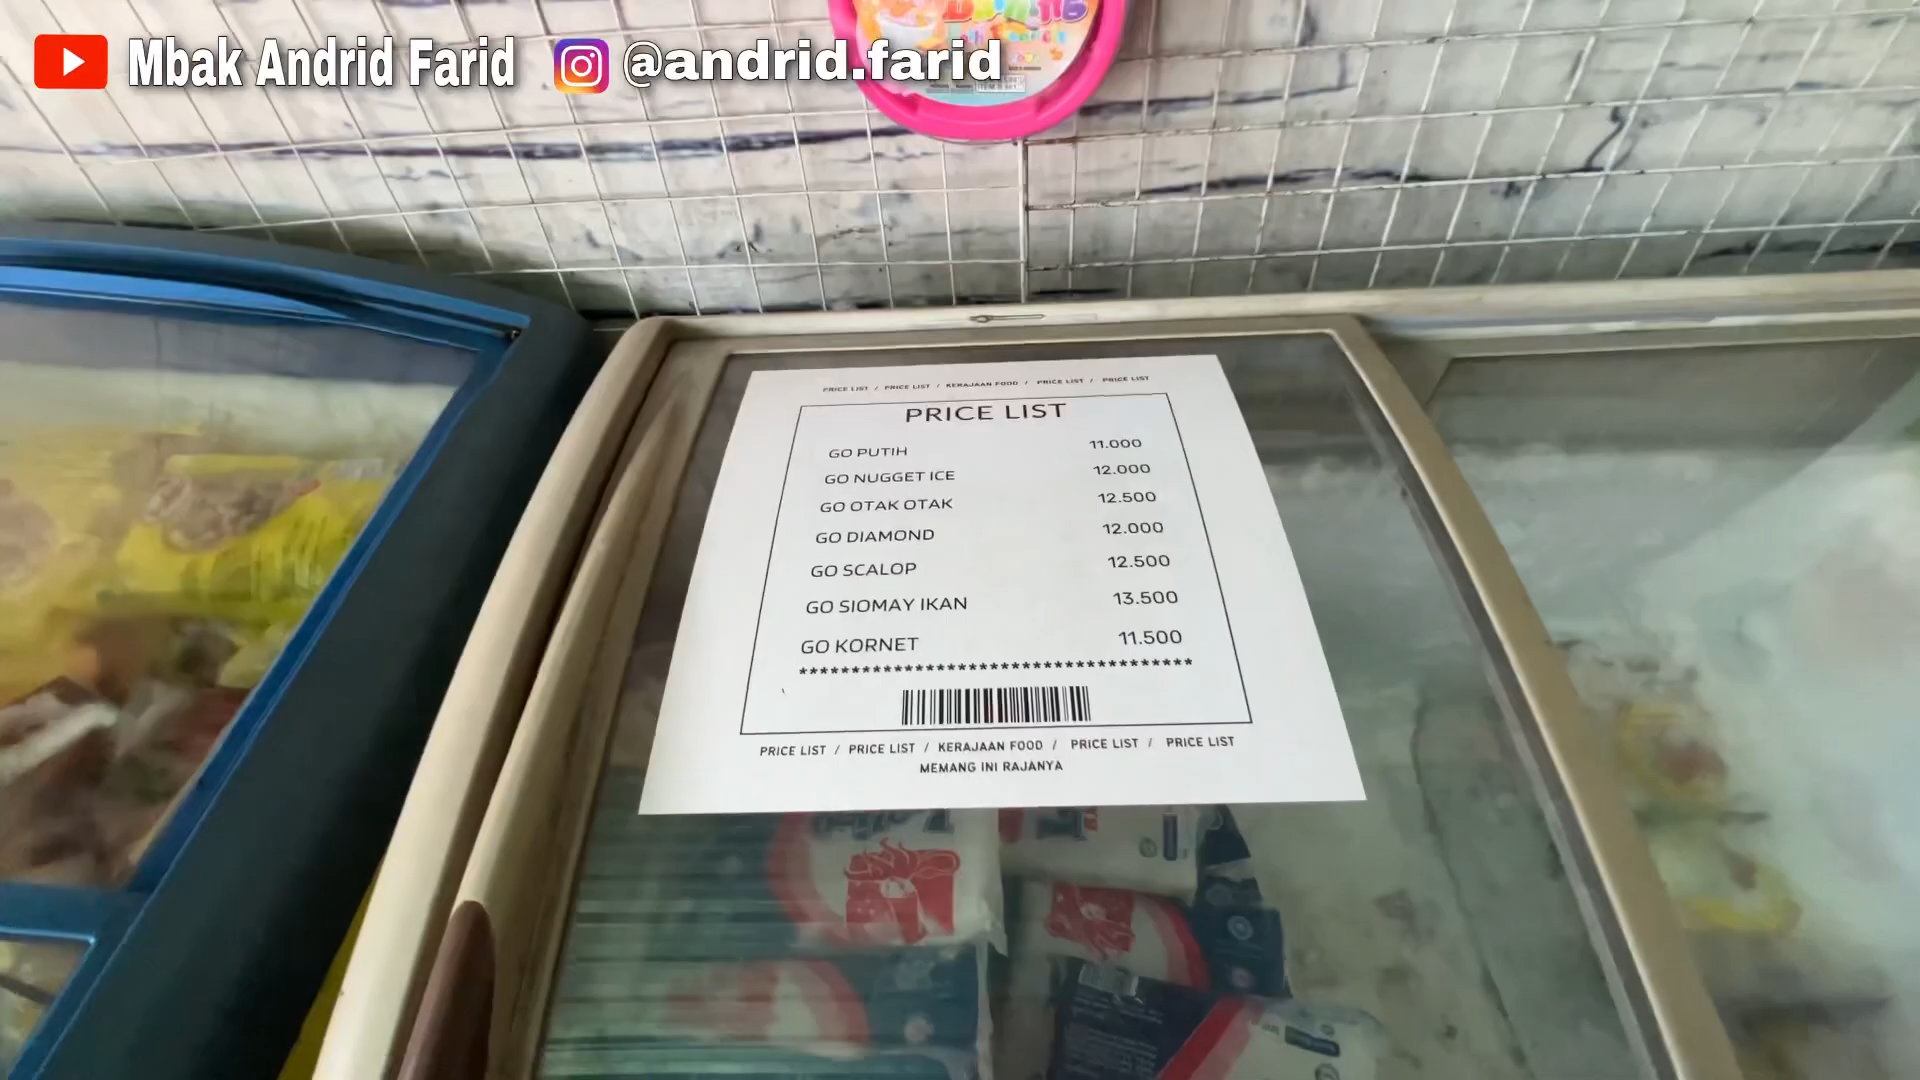 Mbak Andrid Farid @andrid.farid
PRICE LIST / PRICE LIST / KERAJAAN FOOD / PRICE LIST / PRICE LIST
PRICE LIST
GO PUTIH 11.000
GO NUGGET ICE 12.000
GO OTAK OTAK 12.500
GO DIAMOND 12.000
GO SCALOP 12.500
GO SIOMAY IKAN 13.500
GO KORNET 11.500
*************************************
PRICE LIST / PRICE LIST / KERAJAAN FOOD / PRICE LIST / PRICE LIST
MEMANG INI RAJANYA